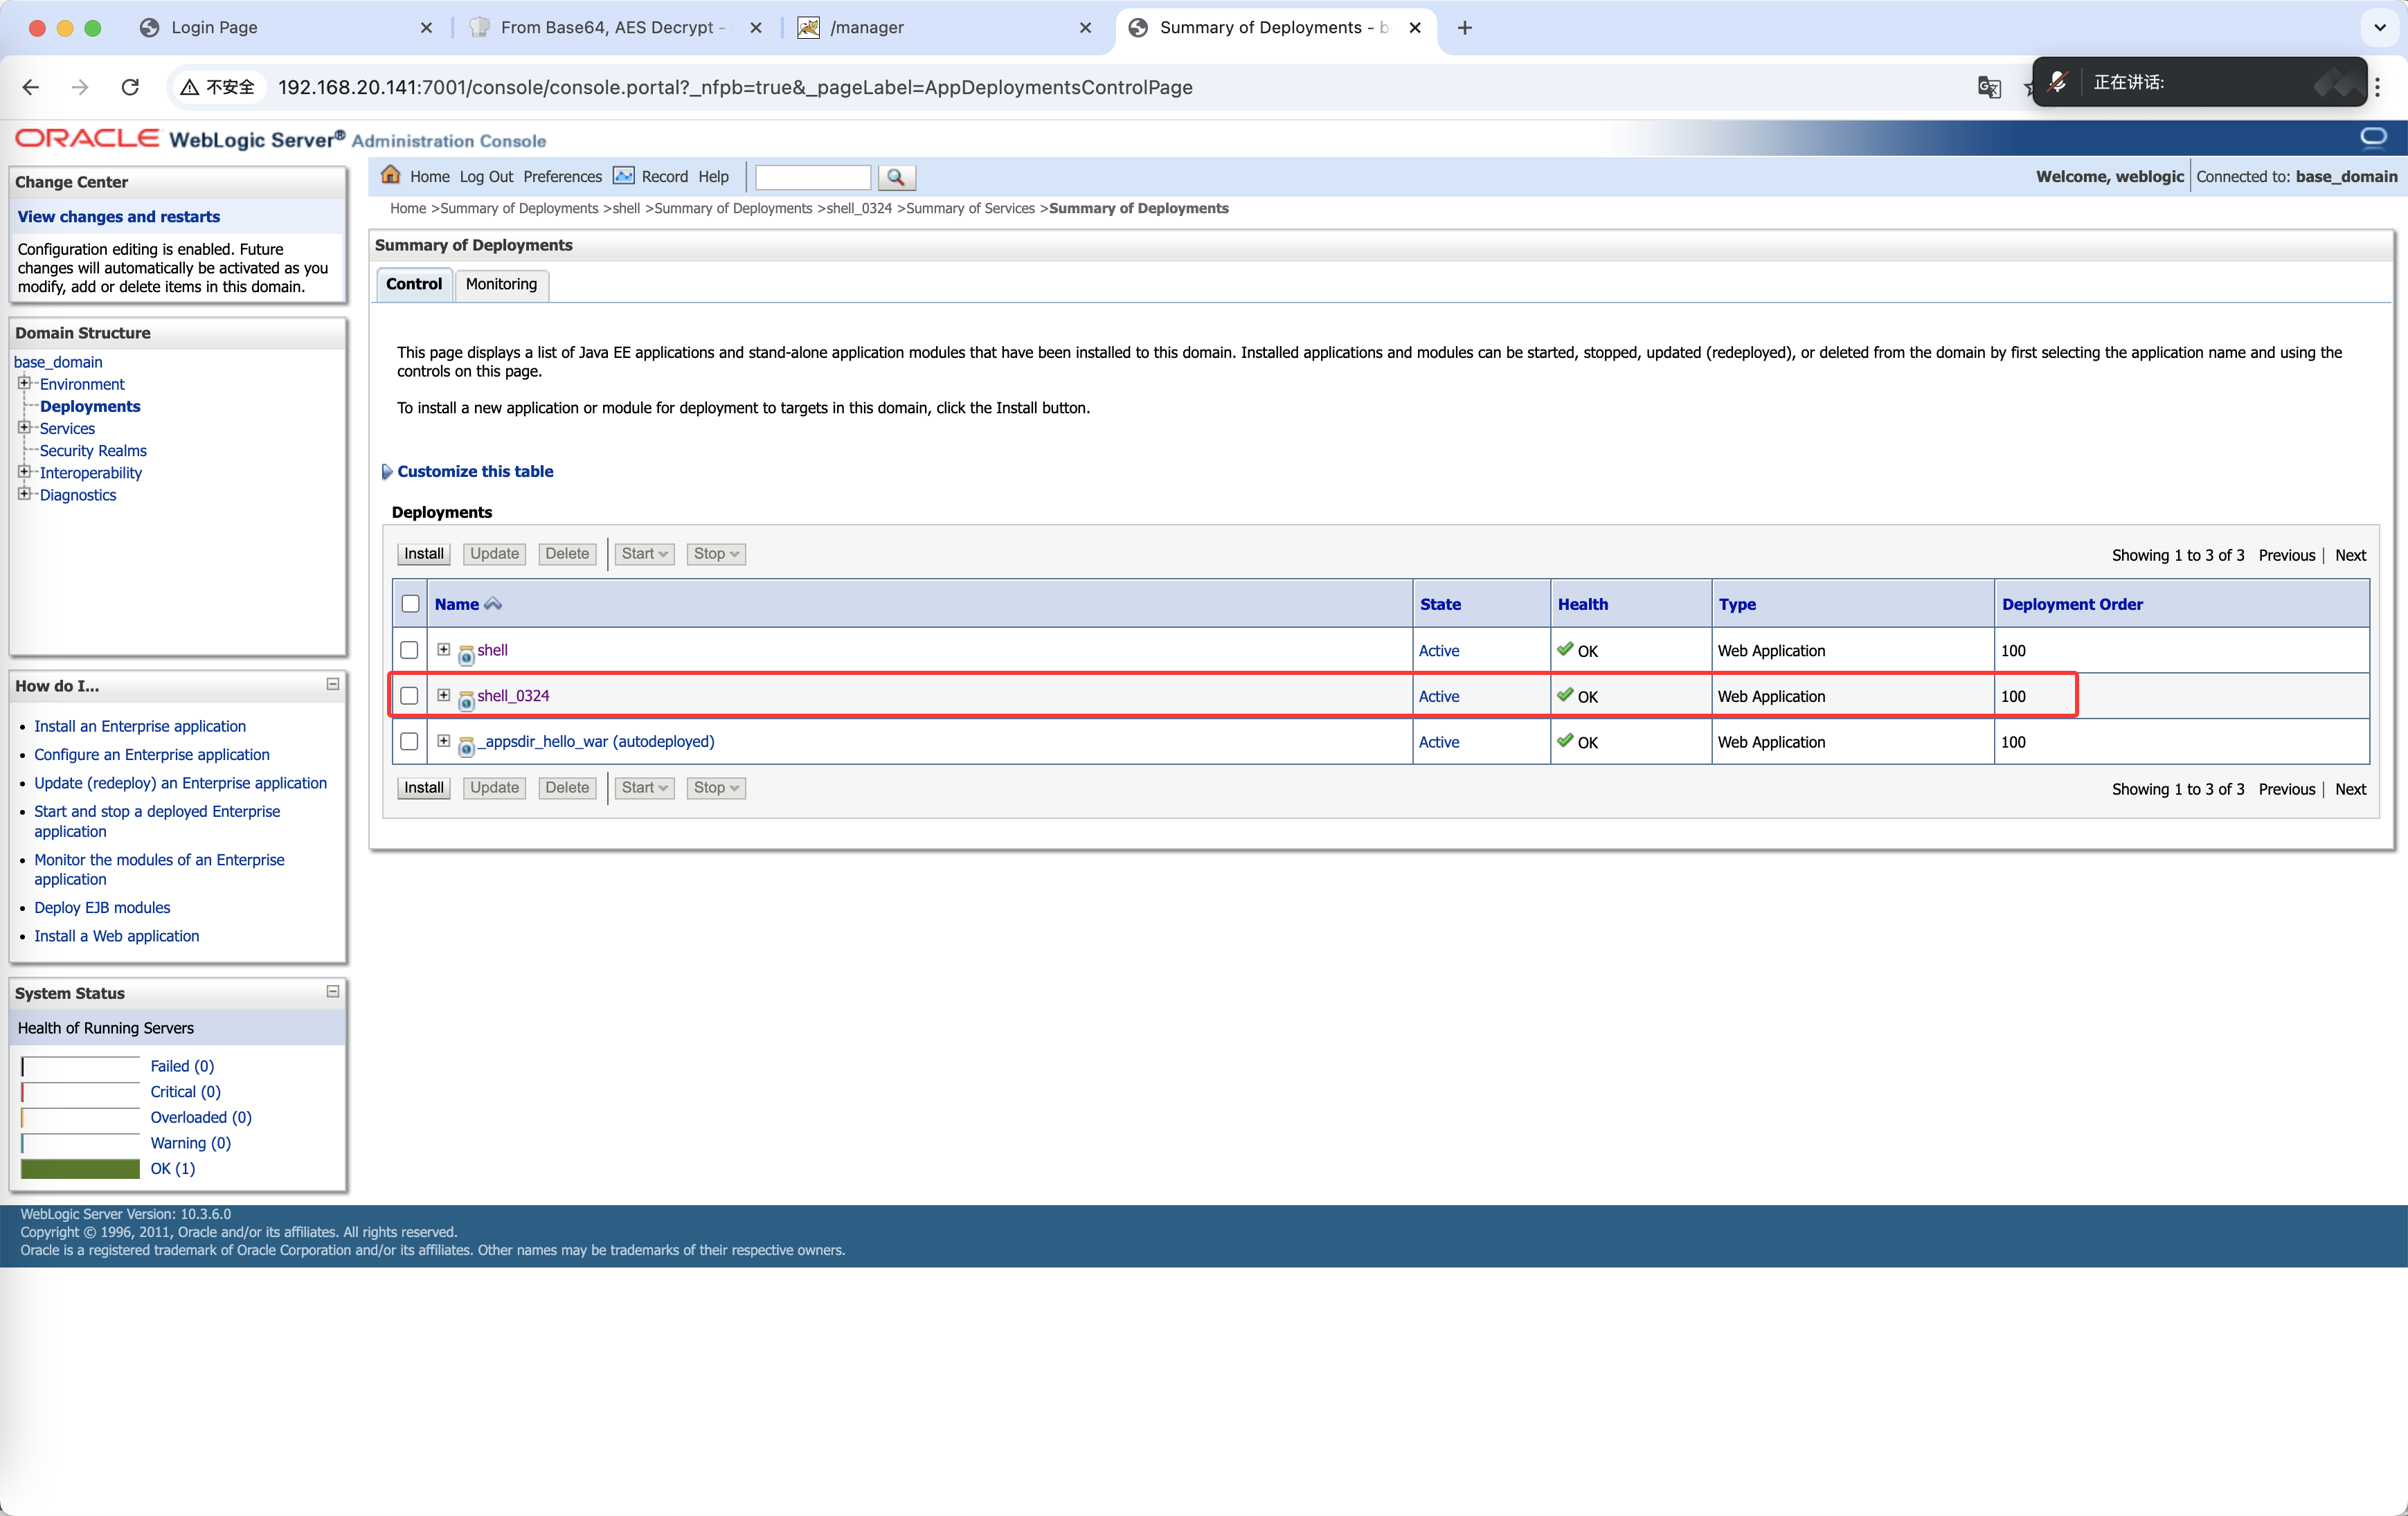 Login Page
From Base64, AES Decrypt -
/manager
Summary of Deployments - b
不安全
192.168.20.141:7001/console/console.portal?_nfpb=true&_pageLabel=AppDeploymentsControlPage
正在讲话:
ORACLE WebLogic Server® Administration Console
Change Center
View changes and restarts
Configuration editing is enabled. Future
changes will automatically be activated as you
modify, add or delete items in this domain.
Domain Structure
base_domain
Environment
Deployments
Services
Security Realms
Interoperability
Diagnostics
How do I...
Install an Enterprise application
Configure an Enterprise application
Update (redeploy) an Enterprise application
Start and stop a deployed Enterprise
application
Monitor the modules of an Enterprise
application
Deploy EJB modules
Install a Web application
System Status
Health of Running Servers
Failed (0)
Critical (0)
Overloaded (0)
Warning (0)
OK (1)
Home Log Out Preferences Record Help
Welcome, weblogic Connected to: base_domain
Home >Summary of Deployments >shell >Summary of Deployments >shell_0324 >Summary of Services >Summary of Deployments
Summary of Deployments
Control Monitoring
This page displays a list of Java EE applications and stand-alone application modules that have been installed to this domain. Installed applications and modules can be started, stopped, updated (redeployed), or deleted from the domain by first selecting the application name and using the
controls on this page.
To install a new application or module for deployment to targets in this domain, click the Install button.
Customize this table
Deployments
Install Update Delete Start Stop Showing 1 to 3 of 3 Previous | Next
Name State Health Type Deployment Order
shell Active OK Web Application 100
shell_0324 Active OK Web Application 100
_appsdir_hello_war (autodeployed) Active OK Web Application 100
Install Update Delete Start Stop Showing 1 to 3 of 3 Previous | Next
WebLogic Server Version: 10.3.6.0
Copyright © 1996, 2011, Oracle and/or its affiliates. All rights reserved.
Oracle is a registered trademark of Oracle Corporation and/or its affiliates. Other names may be trademarks of their respective owners.